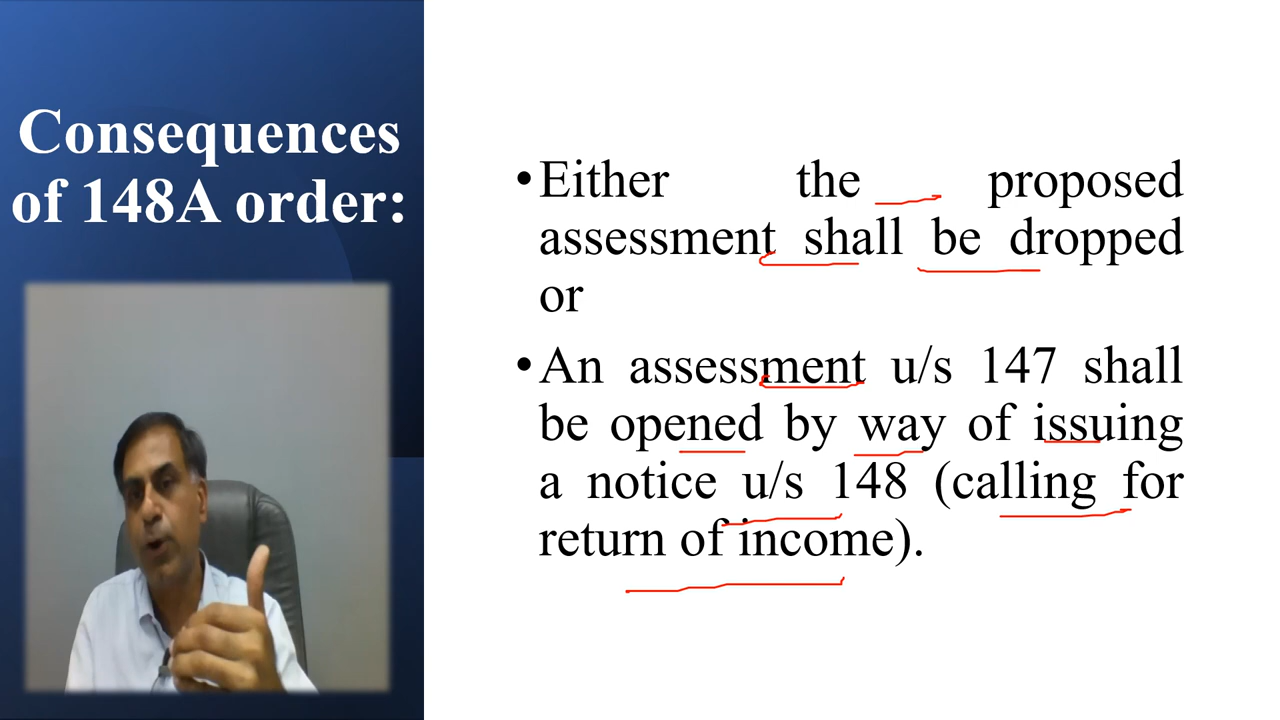 Consequences
of 148A order:
•Either the proposed
assessment shall be dropped
or
•An assessment u/s 147 shall
be opened by way of issuing
a notice u/s 148 (calling for
return of income).